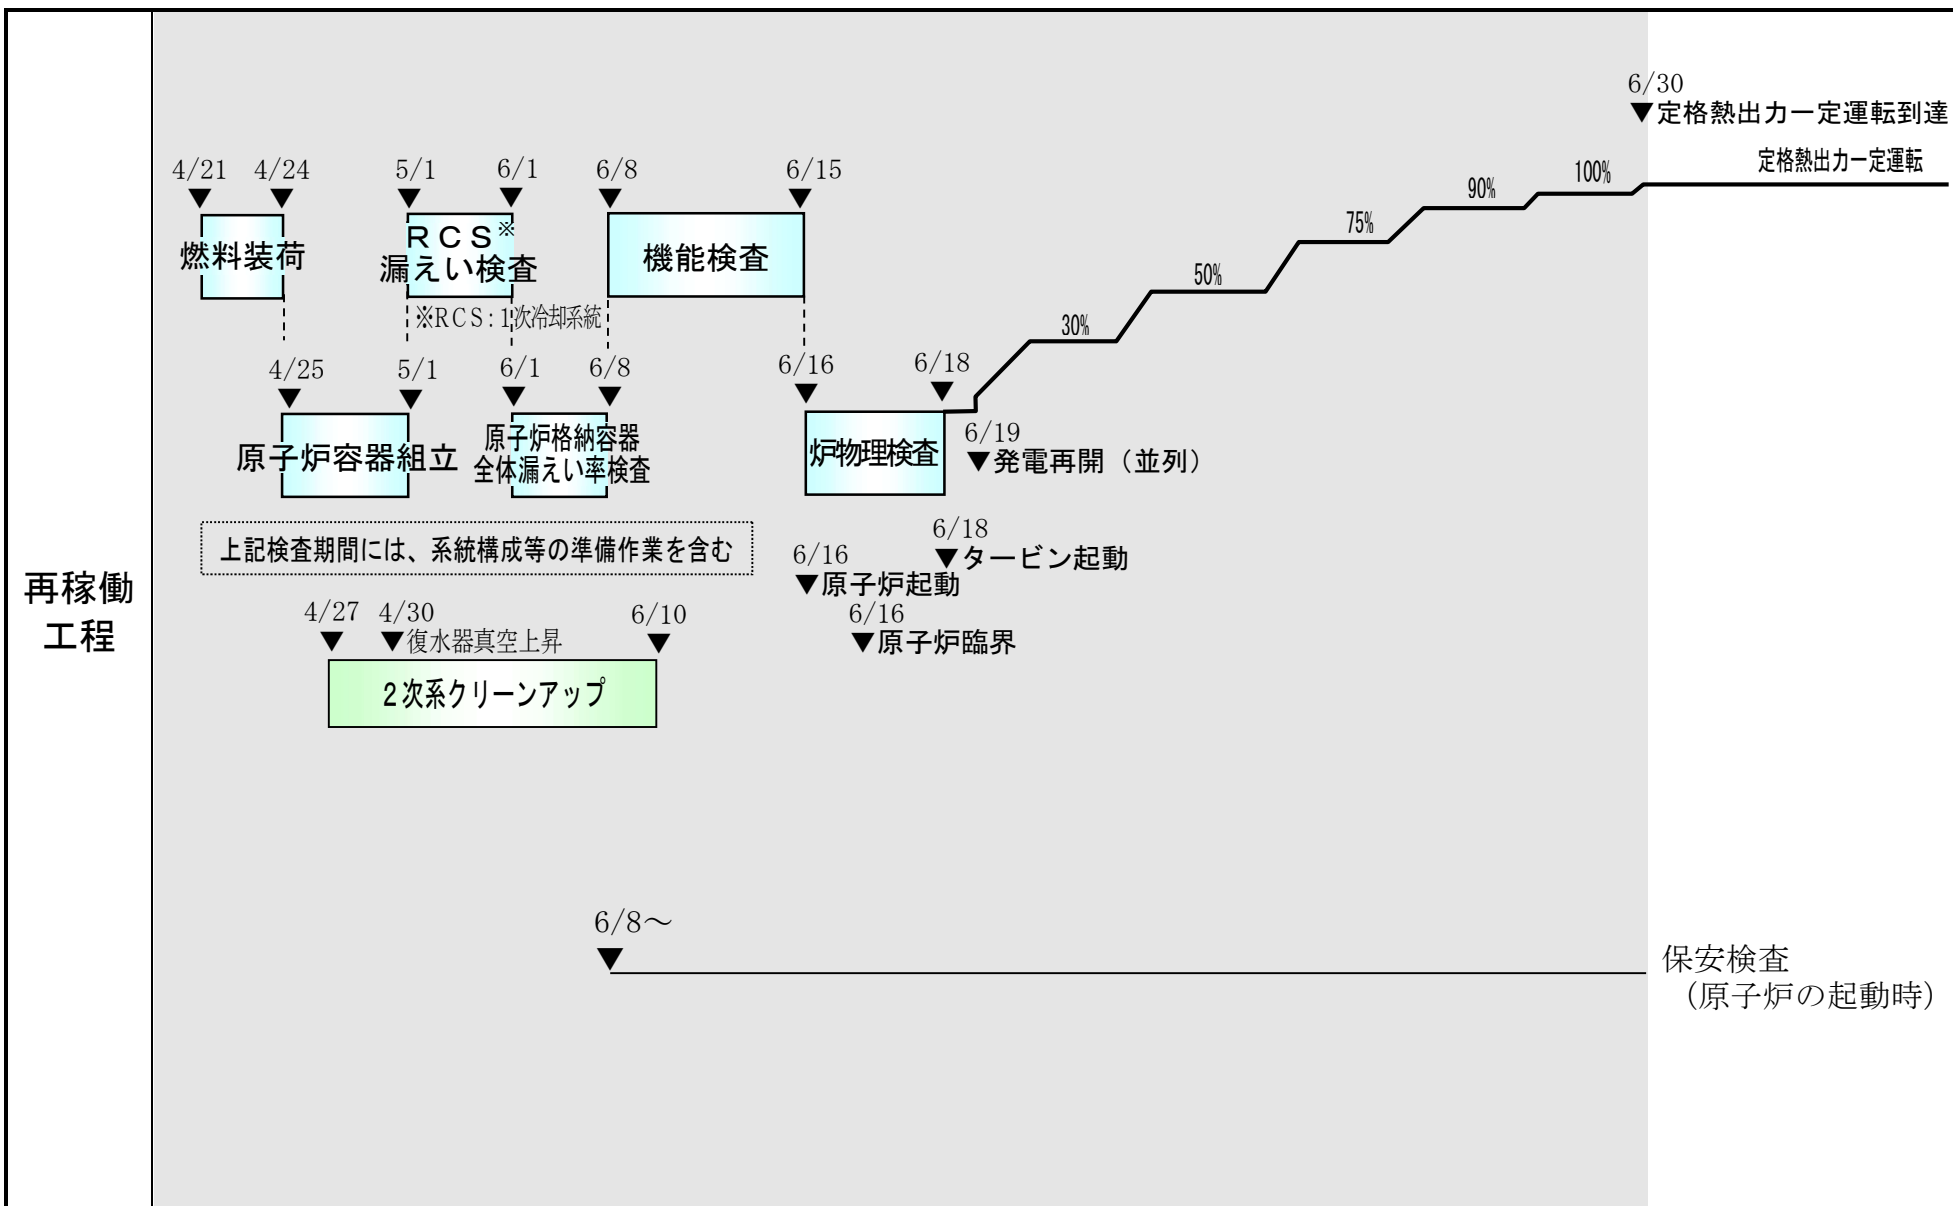 再稼働
工程
6/30
▼定格熱出力一定運転到達
定格熱出力一定運転
4/21
4/24
5/1
6/1
6/8
6/15
燃料装荷
RCS※
漏えい検査
機能検査
※RCS:1次冷却系統
30%
50%
75%
90%
100%
4/25
5/1
6/1
6/8
6/16
6/18
原子炉容器組立
原子炉格納容器
全体漏えい率検査
炉物理検査
6/19
▼発電再開（並列）
上記検査期間には、系統構成等の準備作業を含む
6/18
▼タービン起動
6/16
▼原子炉起動
6/16
▼原子炉臨界
4/27
4/30
▼復水器真空上昇
6/10
2次系クリーンアップ
6/8～
保安検査
（原子炉の起動時）